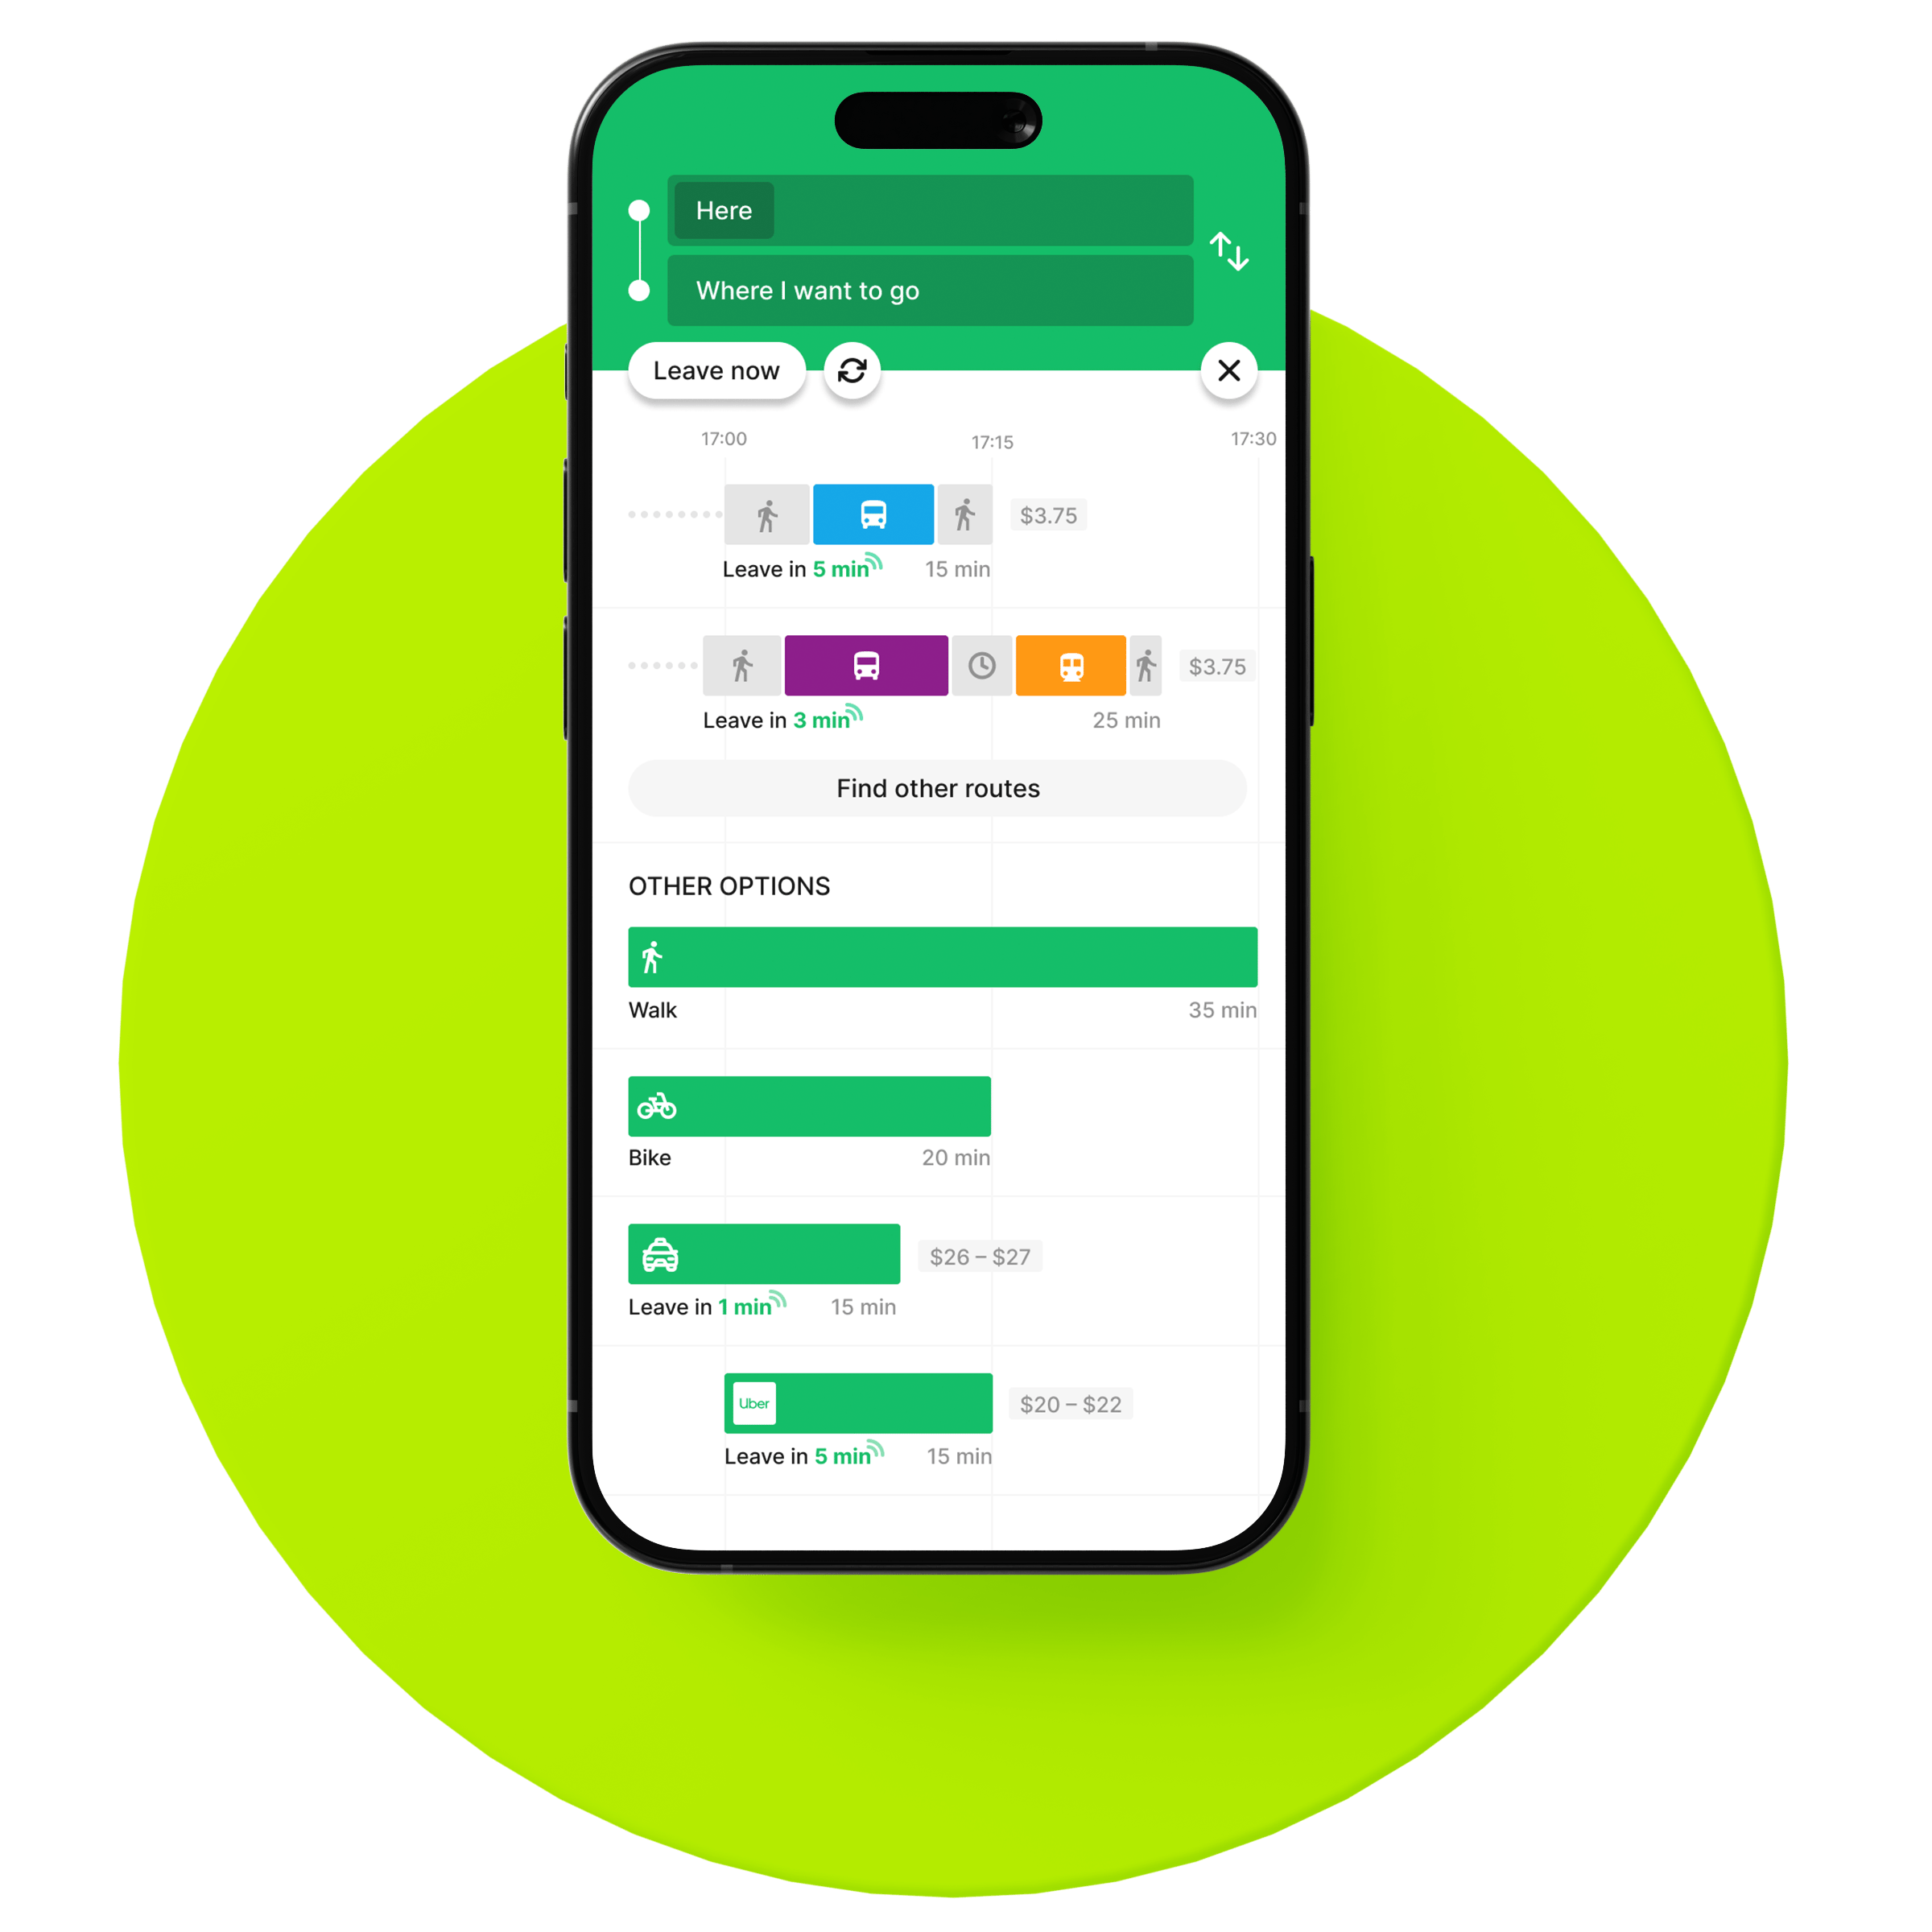 Here
Where I want to go
Leave now
17:00 17:15 17:30
$3.75
Leave in 5 min 15 min
$3.75
Leave in 3 min 25 min
Find other routes
OTHER OPTIONS
Walk 35 min
Bike 20 min
$26 – $27
Leave in 1 min 15 min
Uber $20 – $22
Leave in 5 min 15 min